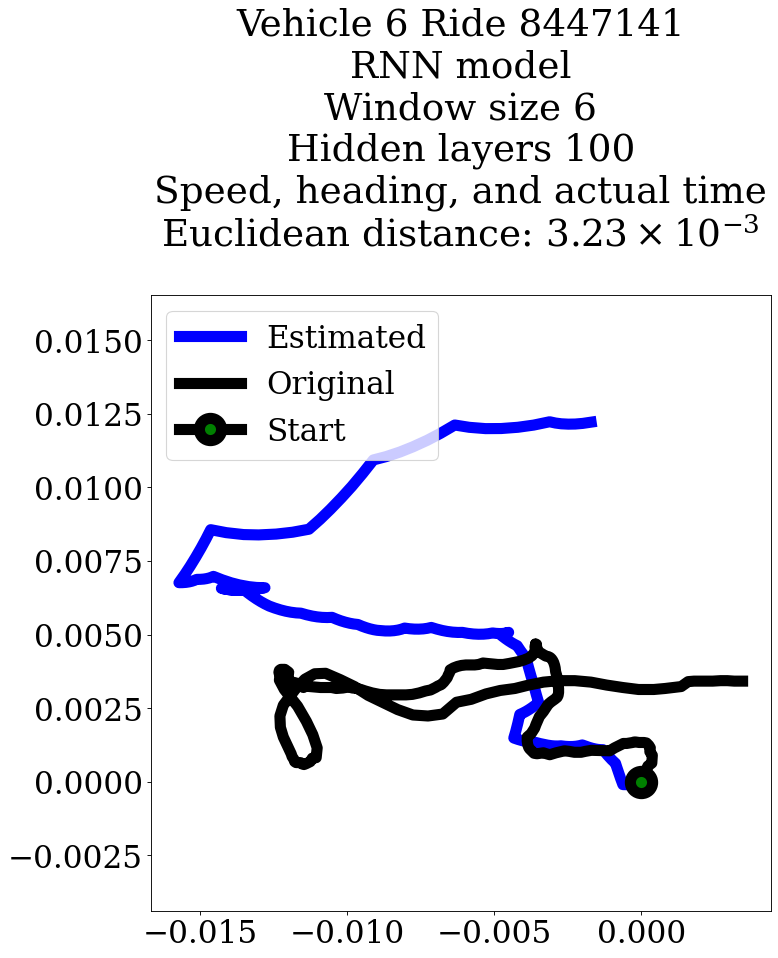 Vehicle 6 Ride 8447141
RNN model
Window size 6
Hidden layers 100
Speed, heading, and actual time
Euclidean distance: 3.23 × 10⁻³
Estimated
Original
Start
0.0150
0.0125
0.0100
0.0075
0.0050
0.0025
0.0000
−0.0025
−0.015 −0.010 −0.005 0.000